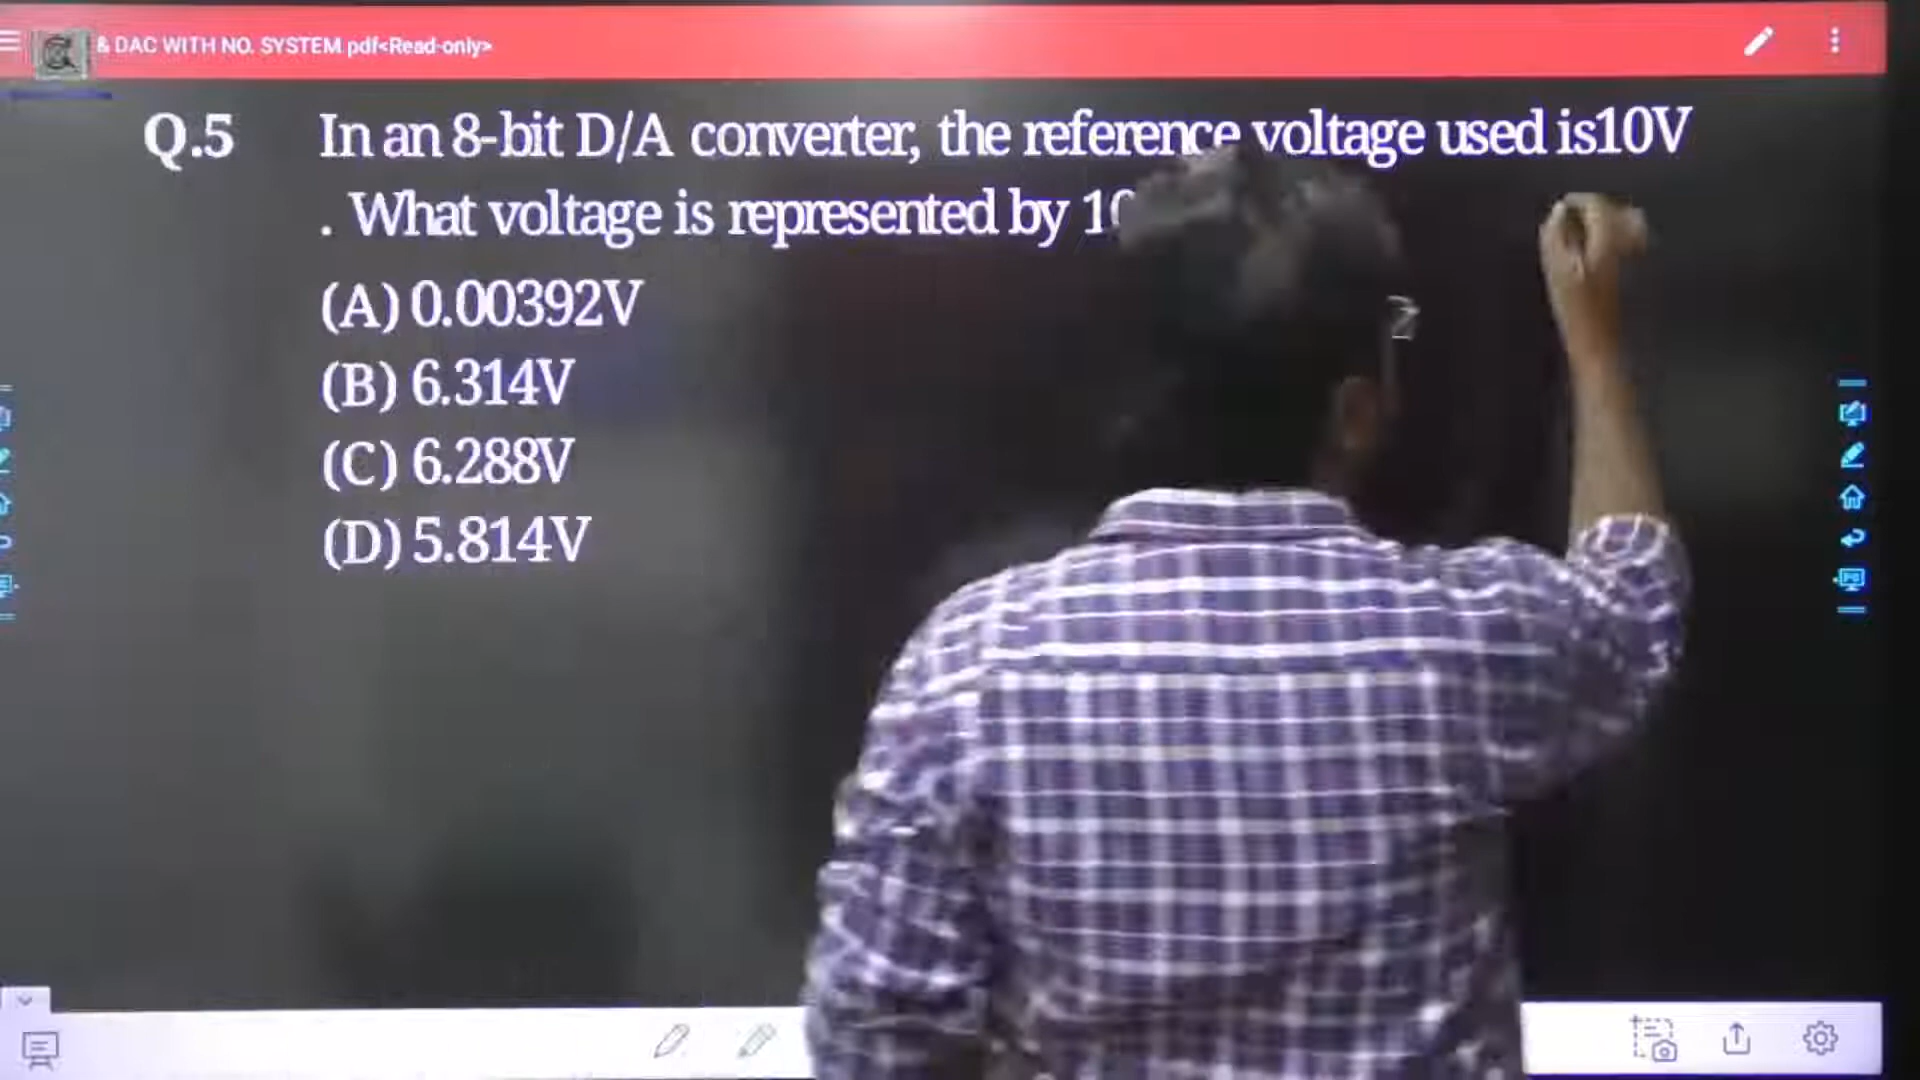 & DAC WITH NO. SYSTEM.pdf<Read-only>
Q.5 In an 8-bit D/A converter, the reference voltage used is10V
. What voltage is represented by 10
(A) 0.00392V
(B) 6.314V
(C) 6.288V
(D) 5.814V